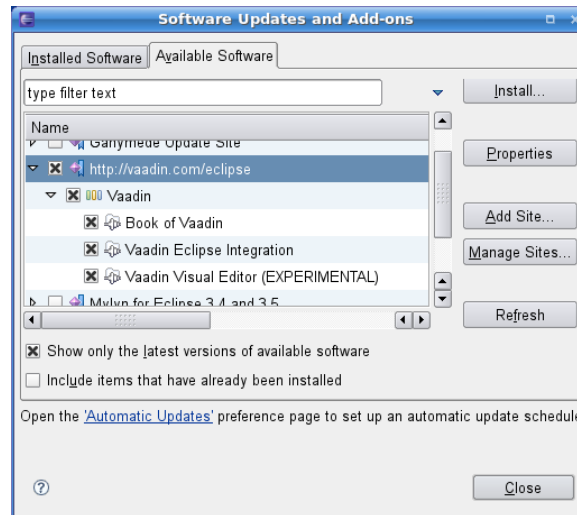 Software Updates and Add-ons
Installed Software Available Software
type filter text
Install...
Name
Ganymede Update Site
http://vaadin.com/eclipse
Properties
Vaadin
Book of Vaadin
Add Site...
Vaadin Eclipse Integration
Manage Sites...
Vaadin Visual Editor (EXPERIMENTAL)
Mylyn for Eclipse 3.4 and 3.5
Refresh
Show only the latest versions of available software
Include items that have already been installed
Open the 'Automatic Updates' preference page to set up an automatic update schedule
?
Close